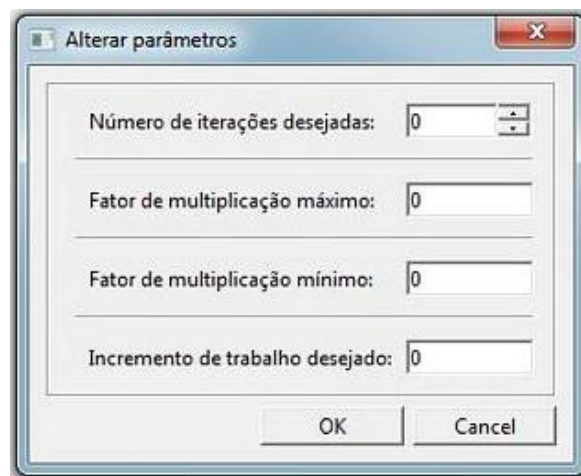 Alterar parâmetros
Número de iterações desejadas: 0
Fator de multiplicação máximo: 0
Fator de multiplicação mínimo: 0
Incremento de trabalho desejado: 0
OK Cancel